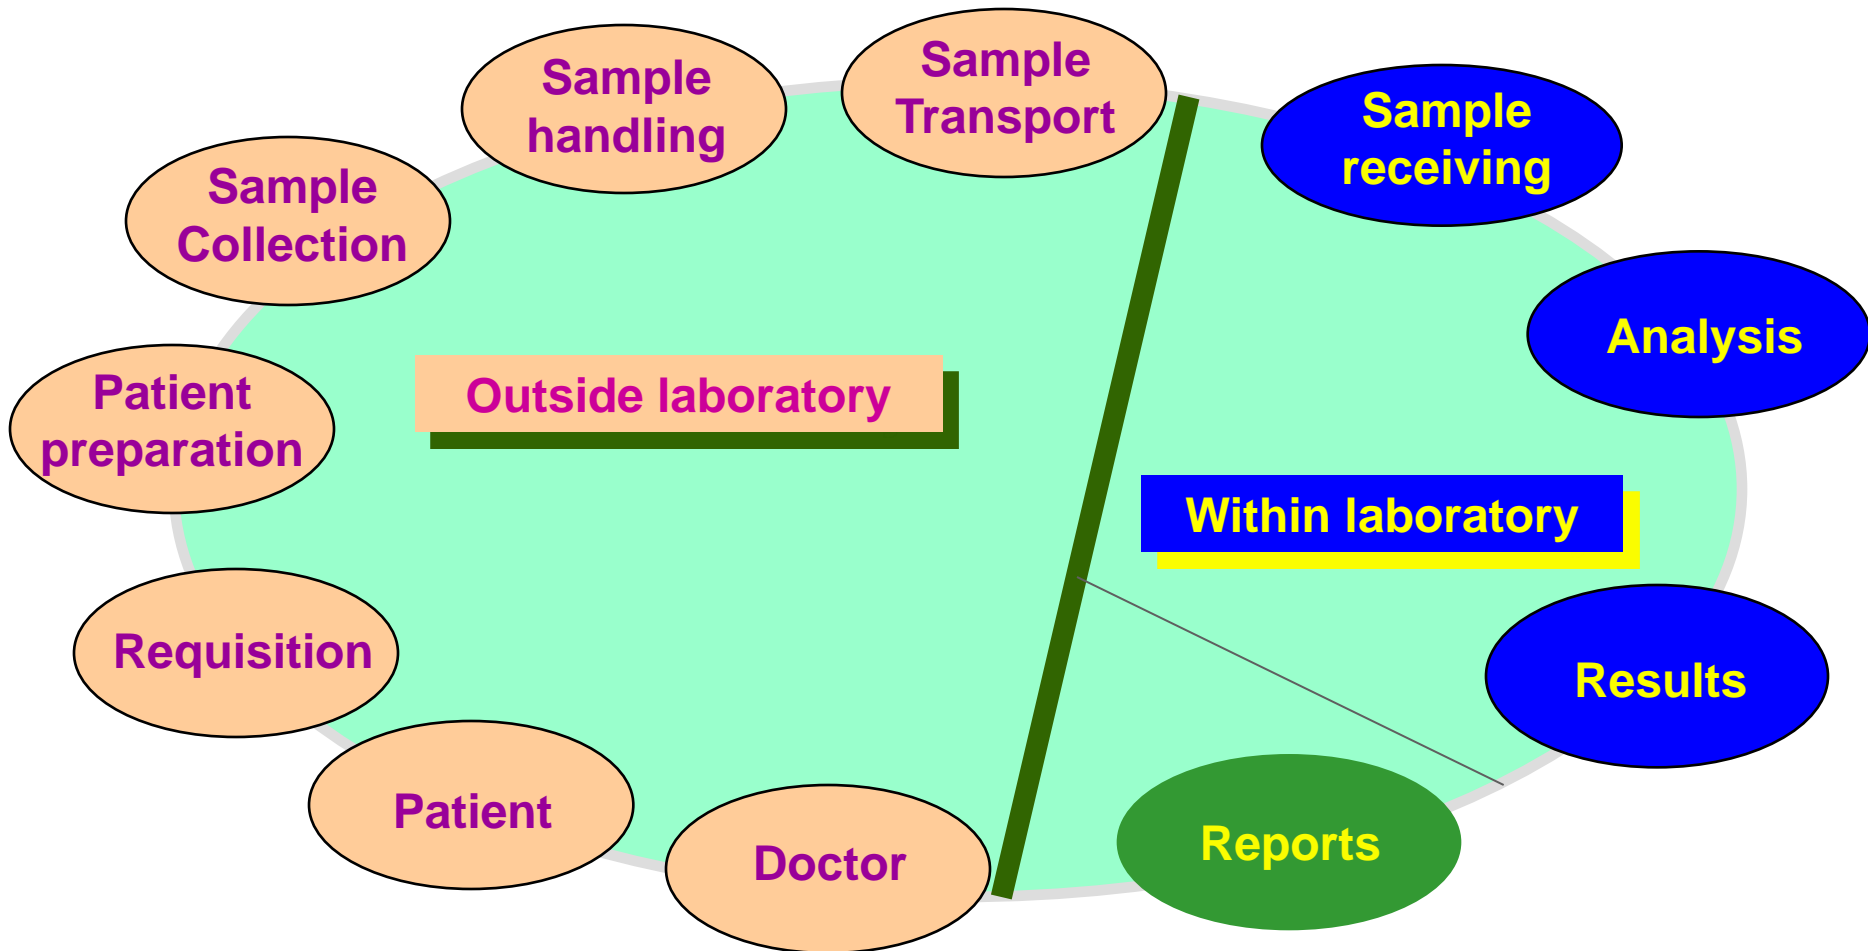 Sample
handling
Sample
Transport
Sample
receiving
Sample
Collection
Analysis
Patient
preparation
Outside laboratory
Within laboratory
Requisition
Results
Patient
Doctor
Reports